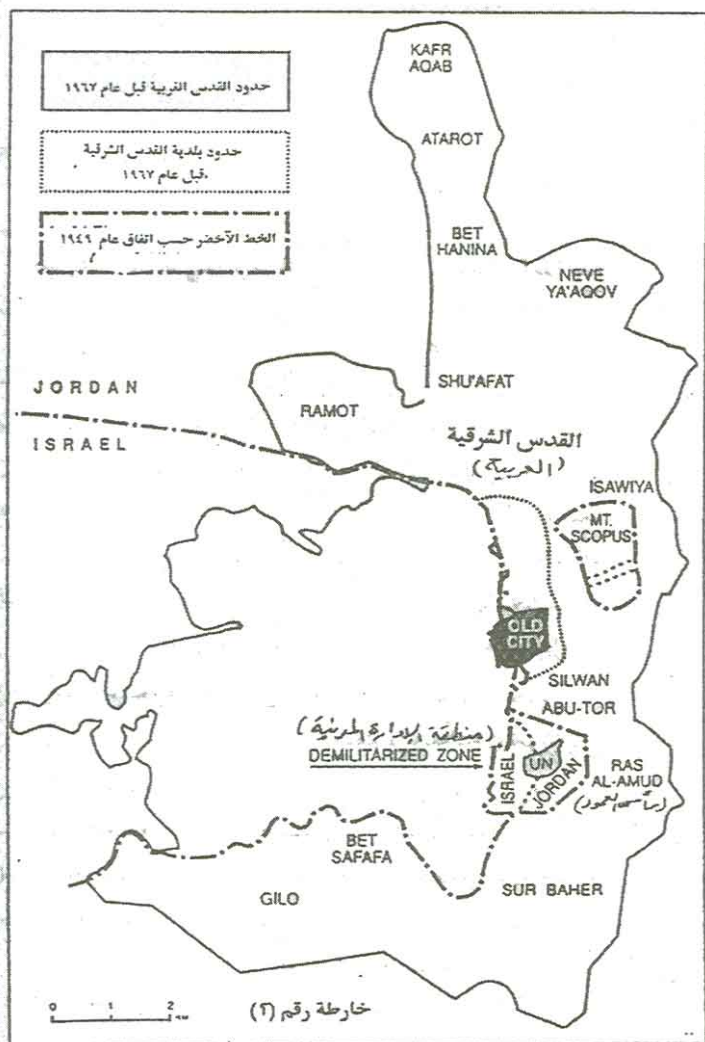 حدود القدس الغربية قبل عام ١٩٦٧
حدود بلدية القدس الشرقية
قبل عام ١٩٦٧
الخط الأخضر حسب اتفاق عام ١٩٤٩
KAFR
AQAB
ATAROT
BET
HANINA
NEVE
YA'AQOV
JORDAN
ISRAEL
SHU'AFAT
RAMOT
القدس الشرقية
(العربية)
ISAWIYA
MT.
SCOPUS
OLD
CITY
SILWAN
ABU-TOR
(منطقة الإدارة المدنية)
DEMILITARIZED ZONE
ISRAEL
UN
JORDAN
RAS
AL-AMUD
(رأس العمود)
BET
SAFAFA
GILO
SUR BAHER
0 1 2
KM
خارطة رقم (٢)